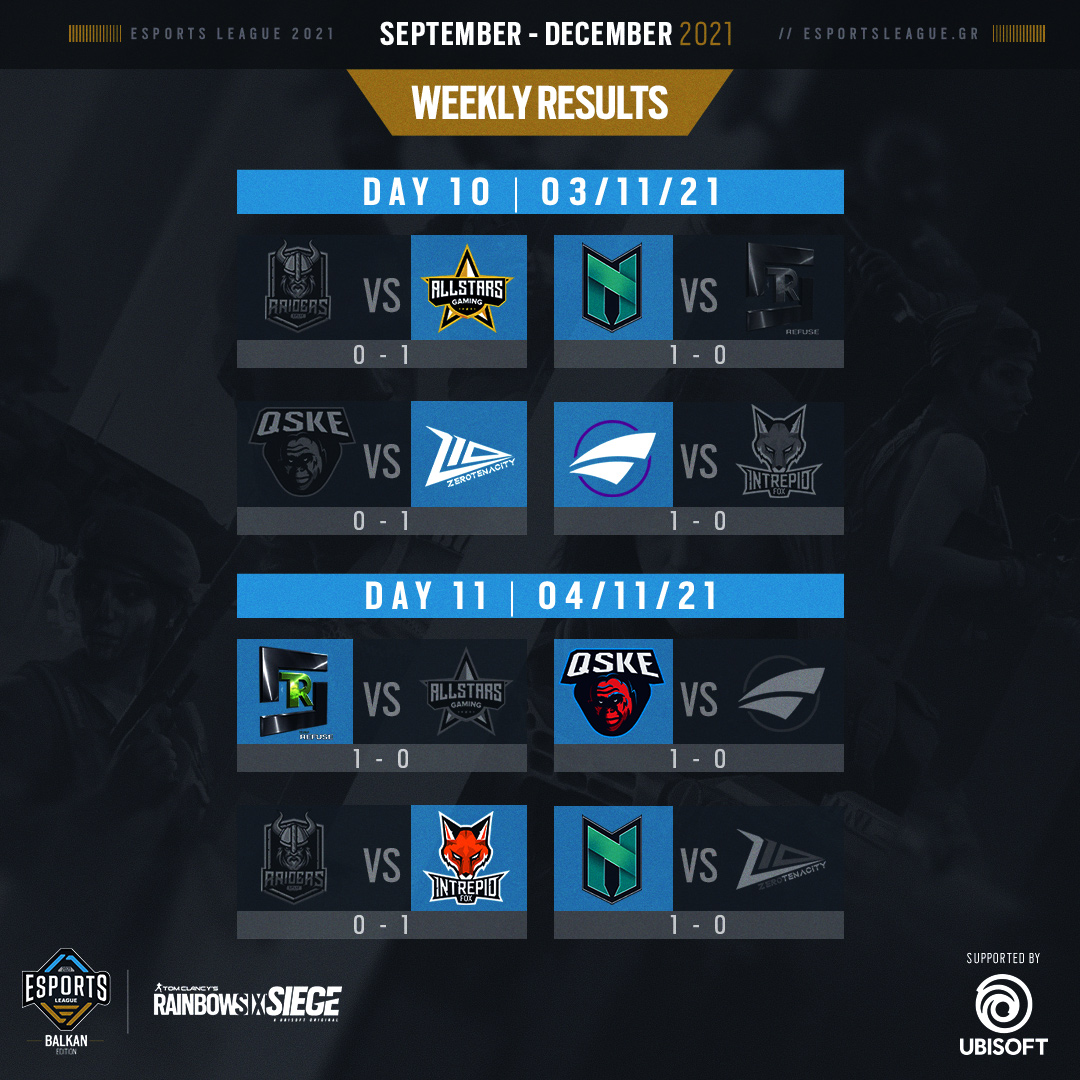 ESPORTS LEAGUE 2021
SEPTEMBER - DECEMBER 2021
// ESPORTSLEAGUE.GR
WEEKLY RESULTS
DAY 10 | 03/11/21
RAIDERS
VS
ALLSTARS
GAMING
0 - 1
VS
REFUSE
1 - 0
QSKE
VS
ZEROTENACITY
0 - 1
VS
INTREPID
FOX
1 - 0
DAY 11 | 04/11/21
REFUSE
VS
ALLSTARS
GAMING
1 - 0
QSKE
VS
1 - 0
RAIDERS
VS
INTREPID
FOX
0 - 1
VS
ZEROTENACITY
1 - 0
ESPORTS
LEAGUE
BALKAN
EDITION
TOM CLANCY'S
RAINBOWSIX SIEGE
A UBISOFT ORIGINAL
SUPPORTED BY
UBISOFT